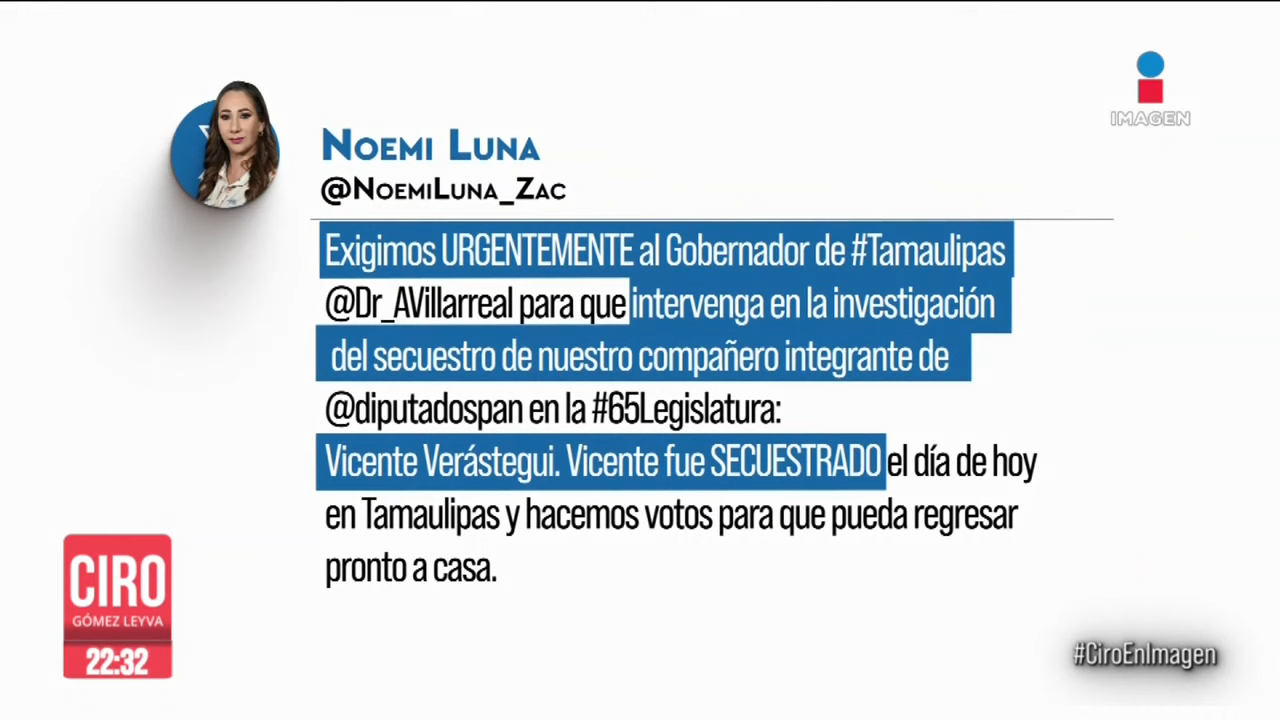 IMAGEN
NOEMI LUNA
@NOEMILUNA_ZAC
Exigimos URGENTEMENTE al Gobernador de #Tamaulipas
@Dr_AVillarreal para que intervenga en la investigación
del secuestro de nuestro compañero integrante de
@diputadospan en la #65Legislatura:
Vicente Verástegui. Vicente fue SECUESTRADO el día de hoy
en Tamaulipas y hacemos votos para que pueda regresar
pronto a casa.
CIRO
GÓMEZ LEYVA
22:32
#CiroEnImagen